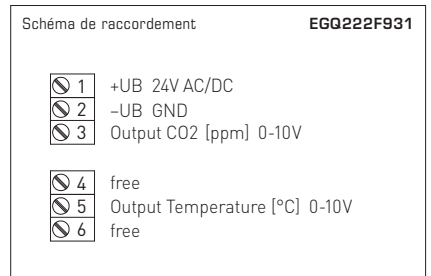 Schéma de raccordement EGQ222F931
1 +UB 24V AC/DC
2 –UB GND
3 Output CO2 [ppm] 0-10V
4 free
5 Output Temperature [°C] 0-10V
6 free